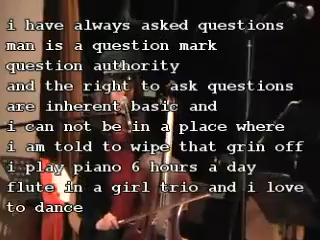 i have always asked questions
man is a question mark
question authority
and the right to ask questions
are inherent basic and
i can not be in a place where
i am told to wipe that grin off
i play piano 6 hours a day
flute in a girl trio and i love
to dance